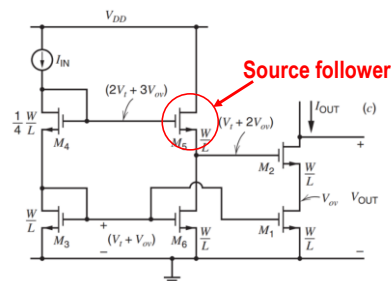 V_DD
Source follower
I_IN
(2V_t + 3V_ov)
I_OUT
(c)
1/4 W/L
M_4
M_5
W/L
(V_t + 2V_ov)
M_2
+
W/L
V_ov
V_OUT
W/L
M_3
+
(V_t + V_ov)
−
M_6
W/L
M_1
W/L
−